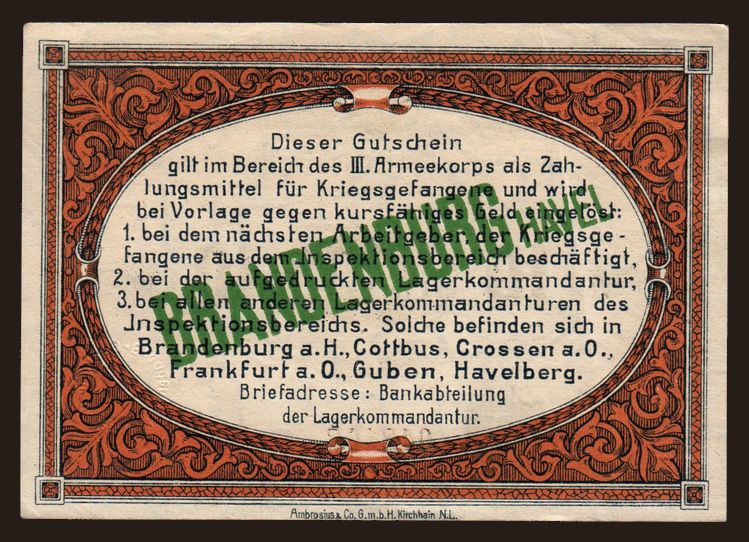 Dieser Gutschein
gilt im Bereich des III. Armeekorps als Zah-
lungsmittel für Kriegsgefangene und wird
bei Vorlage gegen kursfähiges Geld eingelöst:
1. bei dem nächsten Arbeitgeber, der Kriegsge-
fangene aus dem Inspektionsbereich beschäftigt,
2. bei der aufgedruckten Lagerkommandantur,
3. bei allen anderen Lagerkommandanturen des
Inspektionsbereichs. Solche befinden sich in
Brandenburg a.H., Cottbus, Crossen a.O.,
Frankfurt a.O., Guben, Havelberg.
Briefadresse: Bankabteilung
der Lagerkommandantur.
BRANDENBURG HAVEL
Ambrosius & Co. G.m.b.H. Kirchhain N.L.